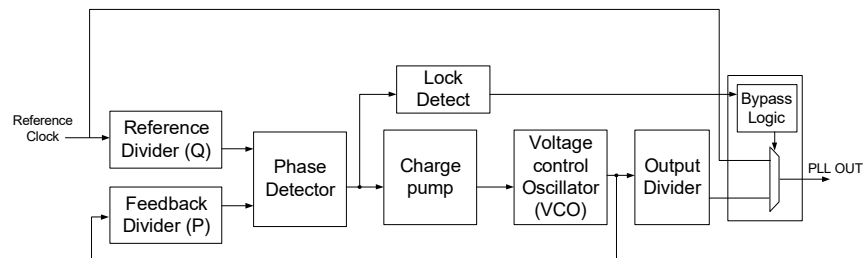 Reference
Clock
Reference
Divider (Q)
Feedback
Divider (P)
Phase
Detector
Lock
Detect
Charge
pump
Voltage
control
Oscillator
(VCO)
Output
Divider
Bypass
Logic
PLL OUT